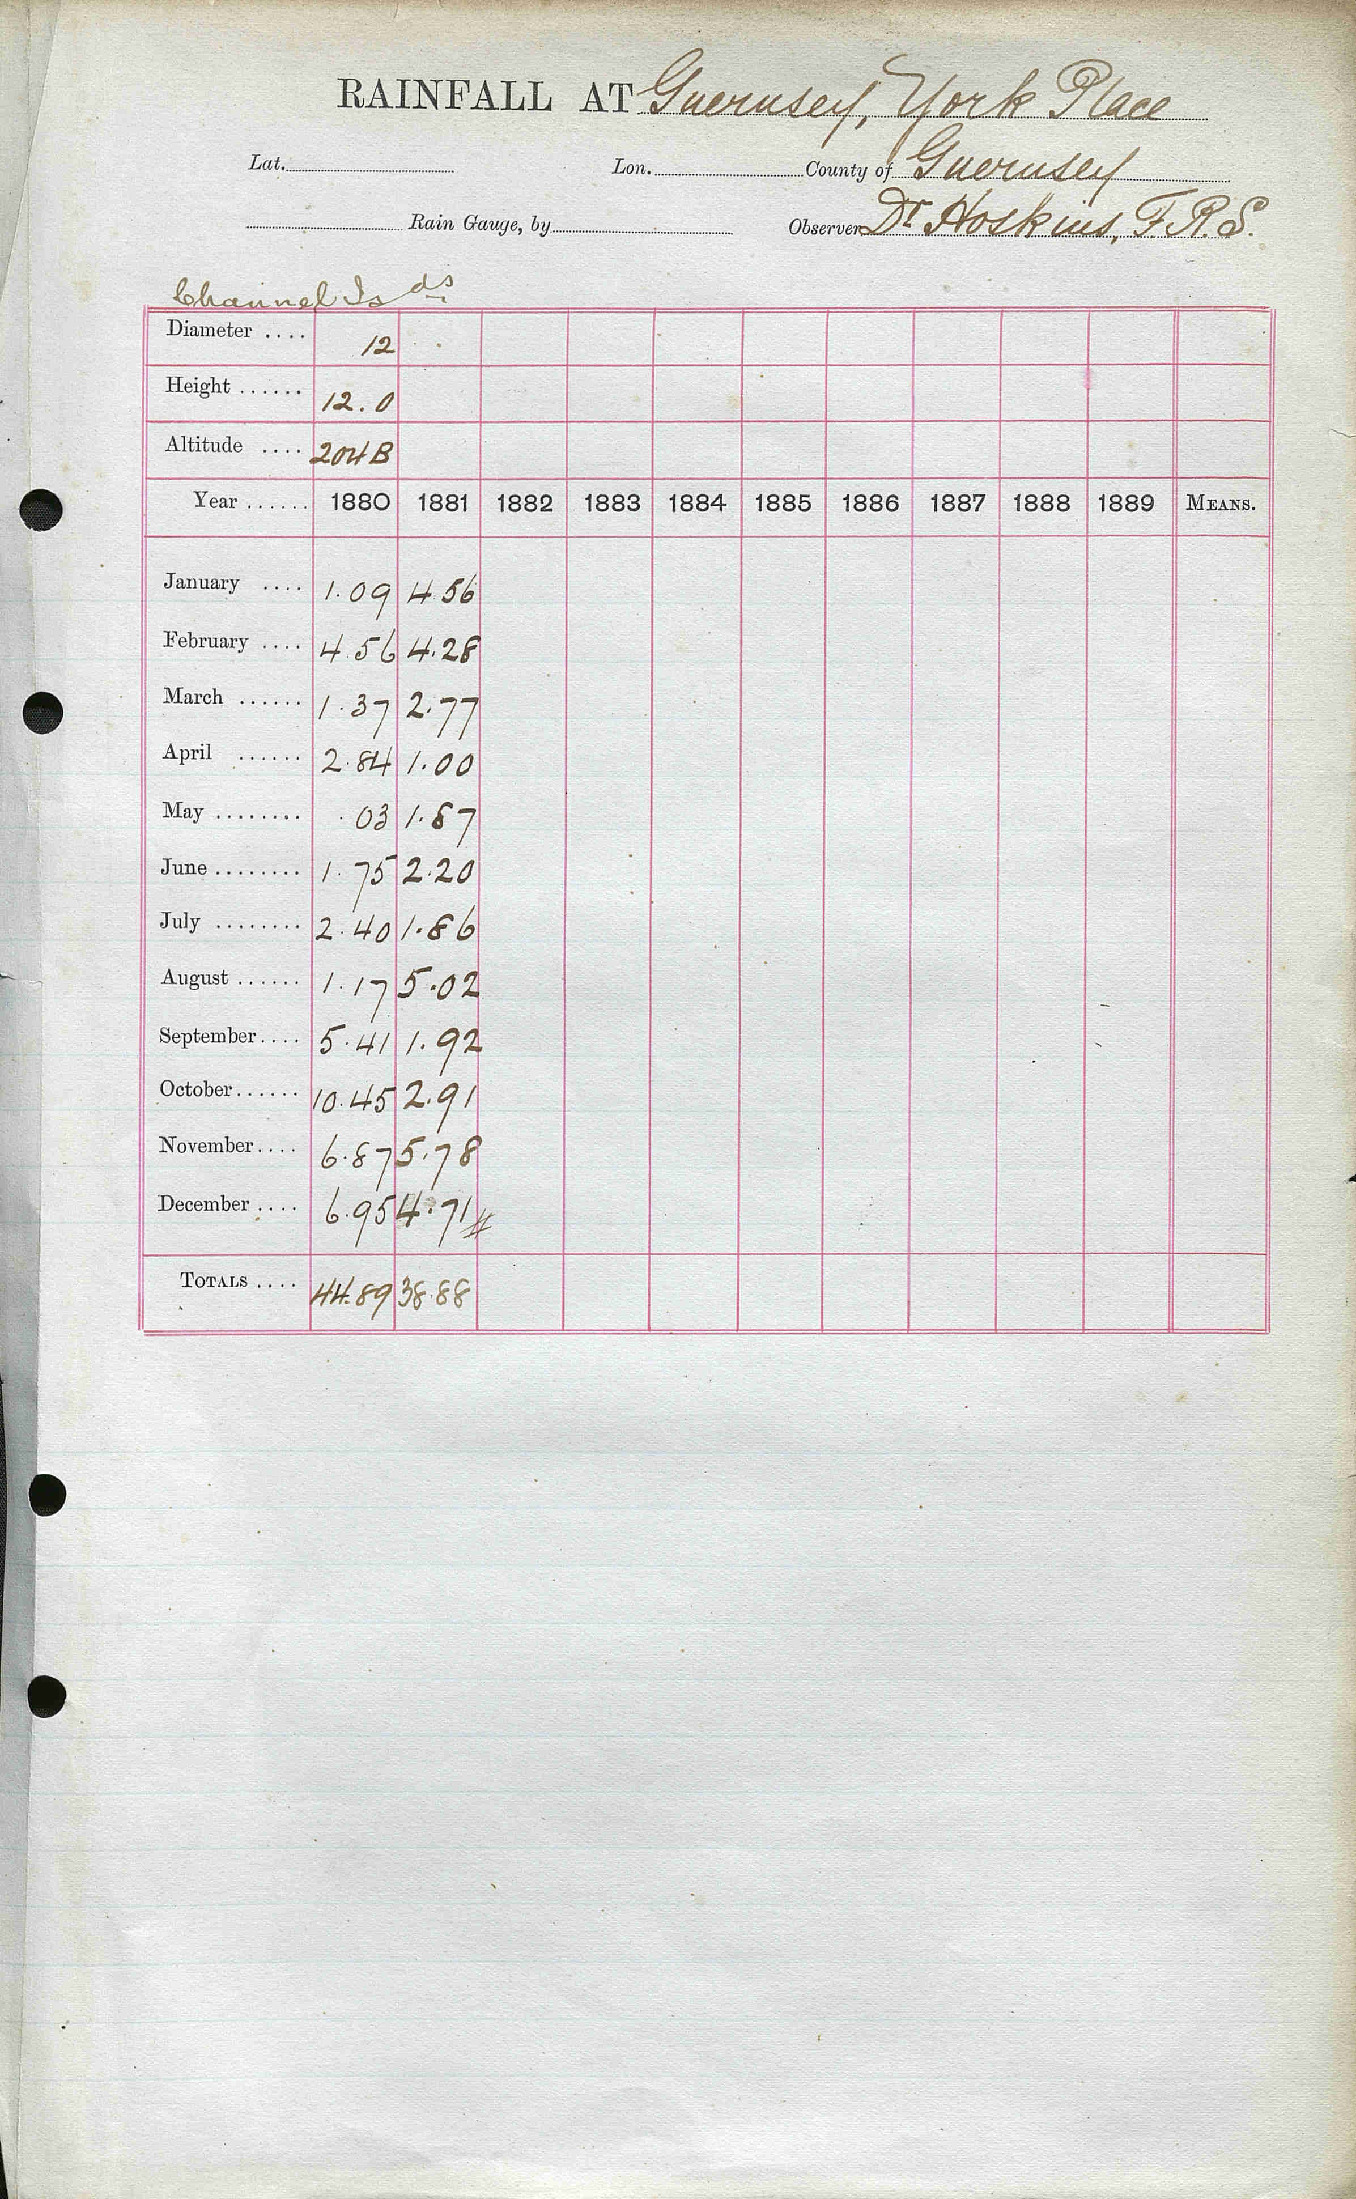 RAINFALL AT Guernsey, York Place
Lat. Lon. County of Guernsey
Rain Gauge, by Observer Dr Hoskins, F.R.S.
Channel Isds
Diameter .... 12
Height ...... 12.0
Altitude .... 204B
Year ...... 1880 1881 1882 1883 1884 1885 1886 1887 1888 1889 MEANS.
January .... 1.09 4.56
February .... 4.56 4.28
March ...... 1.37 2.77
April ...... 2.84 1.00
May ........ .03 1.87
June ........ 1.75 2.20
July ........ 2.40 1.86
August ...... 1.17 5.02
September .... 5.41 1.92
October ...... 10.45 2.91
November .... 6.87 5.78
December .... 6.95 4.71 #
TOTALS .... 44.89 38.88